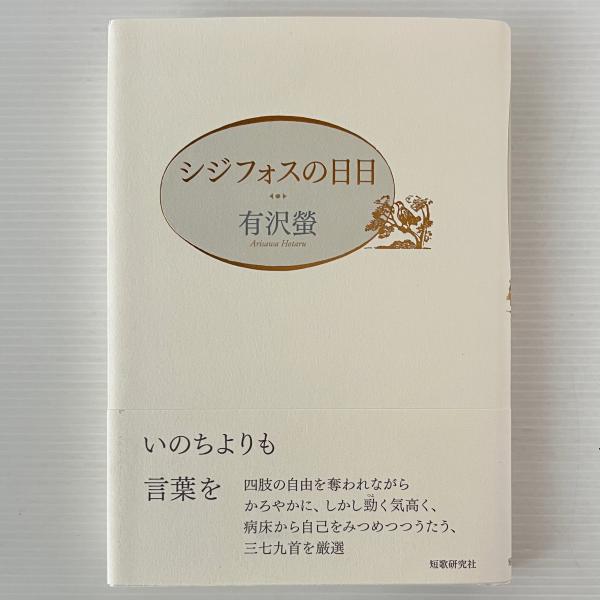 シジフォスの日日
有沢螢
Arisawa Hotaru
いのちよりも
言葉を
四肢の自由を奪われながら
かろやかに、しかし勁く気高く、
病床から自己をみつめつつうたう、
三七九首を厳選
短歌研究社